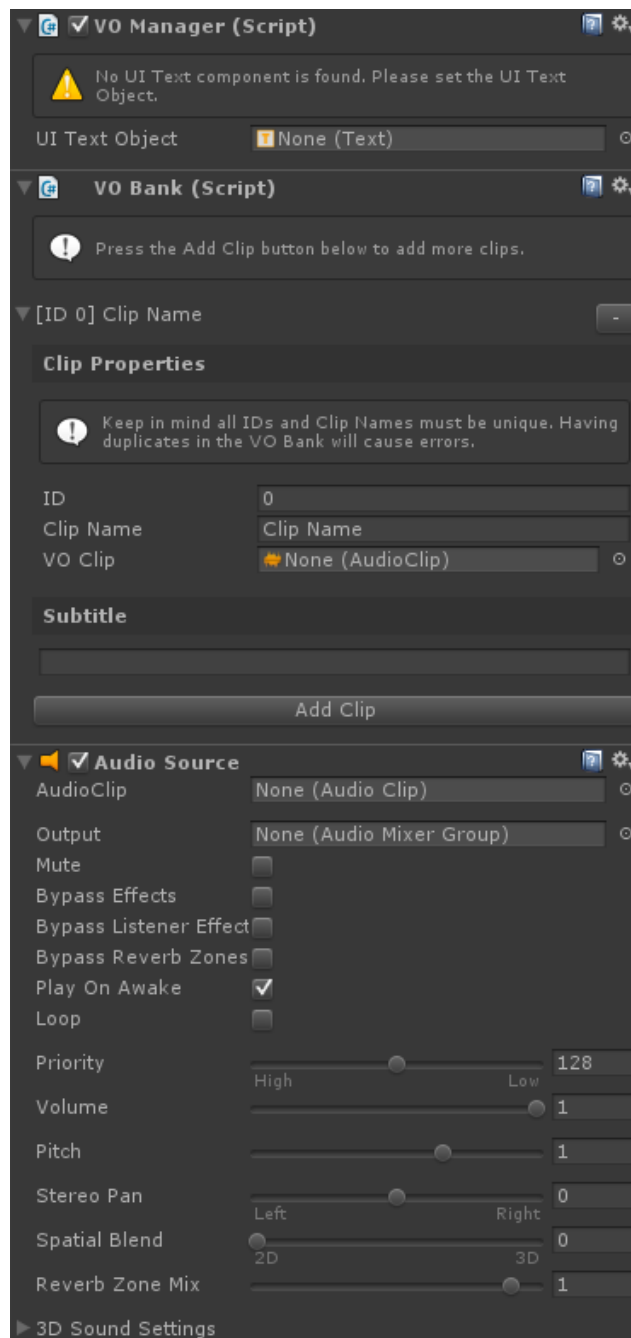 VO Manager (Script)
No UI Text component is found. Please set the UI Text
Object.
UI Text Object None (Text)
VO Bank (Script)
Press the Add Clip button below to add more clips.
[ID 0] Clip Name -
Clip Properties
Keep in mind all IDs and Clip Names must be unique. Having
duplicates in the VO Bank will cause errors.
ID 0
Clip Name Clip Name
VO Clip None (AudioClip)
Subtitle
Add Clip
Audio Source
AudioClip None (Audio Clip)
Output None (Audio Mixer Group)
Mute
Bypass Effects
Bypass Listener Effect
Bypass Reverb Zones
Play On Awake
Loop
Priority 128
High Low
Volume 1
Pitch 1
Stereo Pan 0
Left Right
Spatial Blend 0
2D 3D
Reverb Zone Mix 1
3D Sound Settings